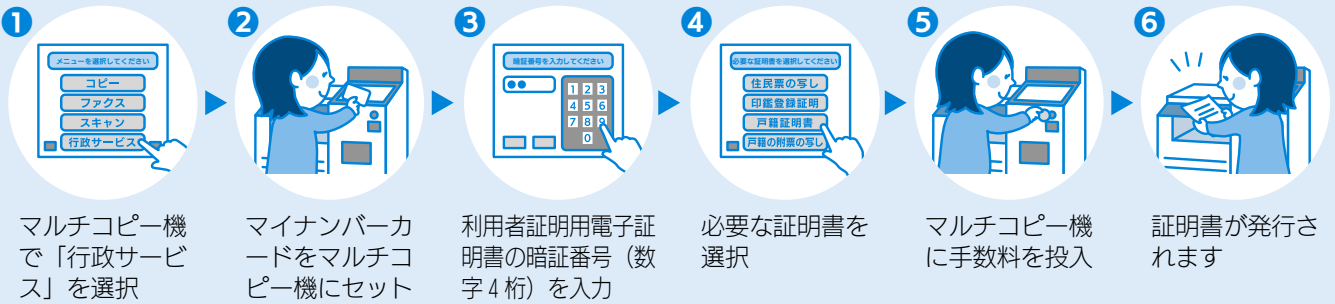 ❶
メニューを選択してください
コピー
ファクス
スキャン
行政サービス
マルチコピー機
で「行政サービ
ス」を選択
❷
マイナンバーカ
ードをマルチコ
ピー機にセット
❸
暗証番号を入力してください
1 2 3
4 5 6
7 8 9
0
利用者証明用電子証
明書の暗証番号（数
字4桁）を入力
❹
必要な証明書を選択してください
住民票の写し
印鑑登録証明
戸籍証明書
戸籍の附票の写し
必要な証明書を
選択
❺
マルチコピー機
に手数料を投入
❻
証明書が発行さ
れます